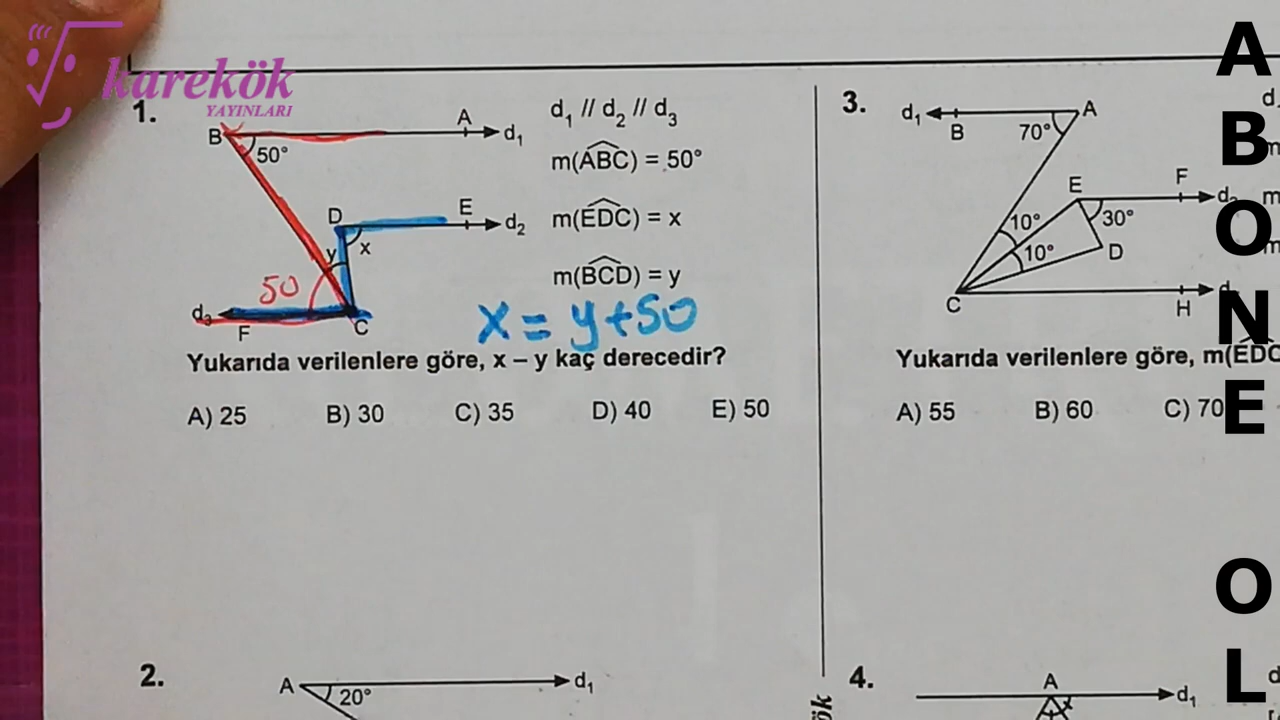 karekök
YAYINLARI
1.
B
A
d1
50°
D
E
d2
y
x
50
d3
F
C
d1 // d2 // d3
m(ABC) = 50°
m(EDC) = x
m(BCD) = y
x = y+50
Yukarıda verilenlere göre, x – y kaç derecedir?
A) 25 B) 30 C) 35 D) 40 E) 50
2.
A
20°
d1
3.
d1
B
A
70°
E
F
10°
30°
10°
D
C
H
Yukarıda verilenlere göre, m(EDC
A) 55 B) 60 C) 70
4.
A
d1
x
ABONE
OL